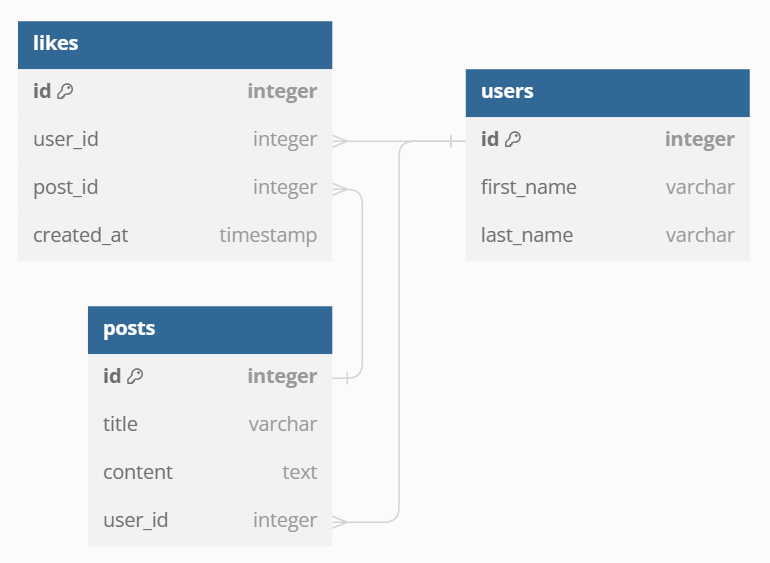 likes
id integer
user_id integer
post_id integer
created_at timestamp
users
id integer
first_name varchar
last_name varchar
posts
id integer
title varchar
content text
user_id integer